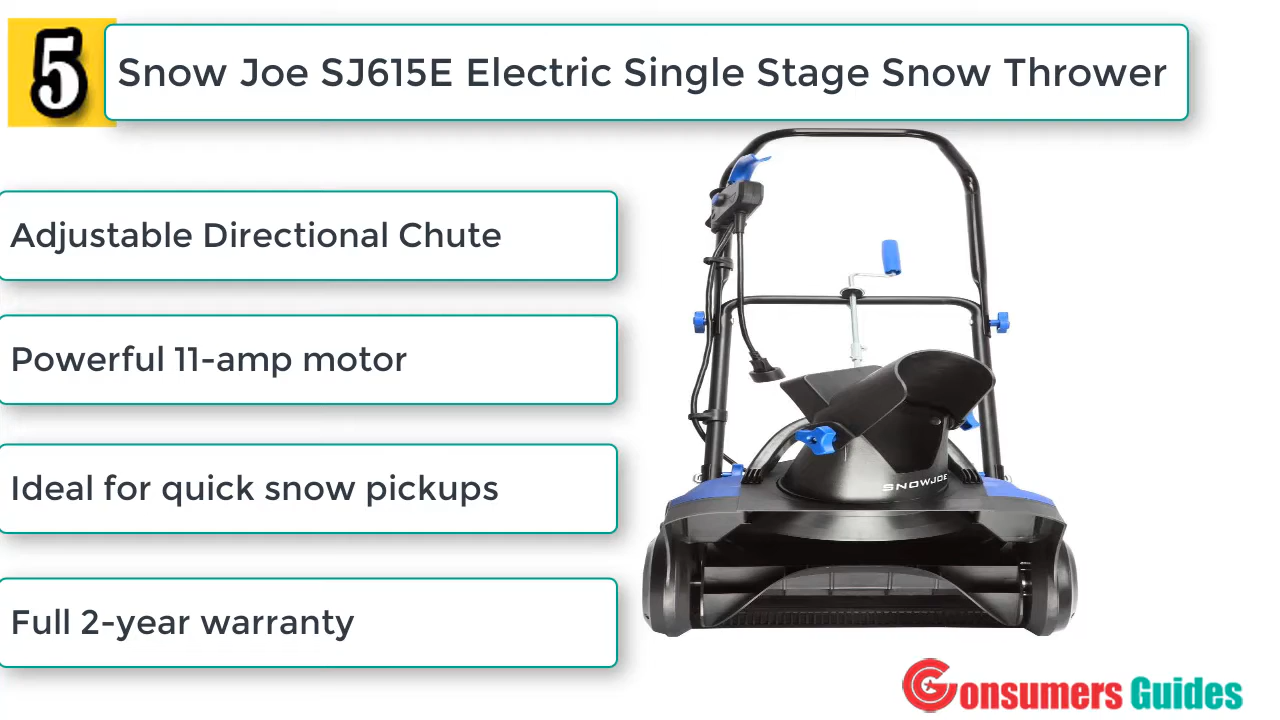 5
Snow Joe SJ615E Electric Single Stage Snow Thrower
Adjustable Directional Chute
Powerful 11-amp motor
Ideal for quick snow pickups
Full 2-year warranty
SNOWJOE
Consumers Guides